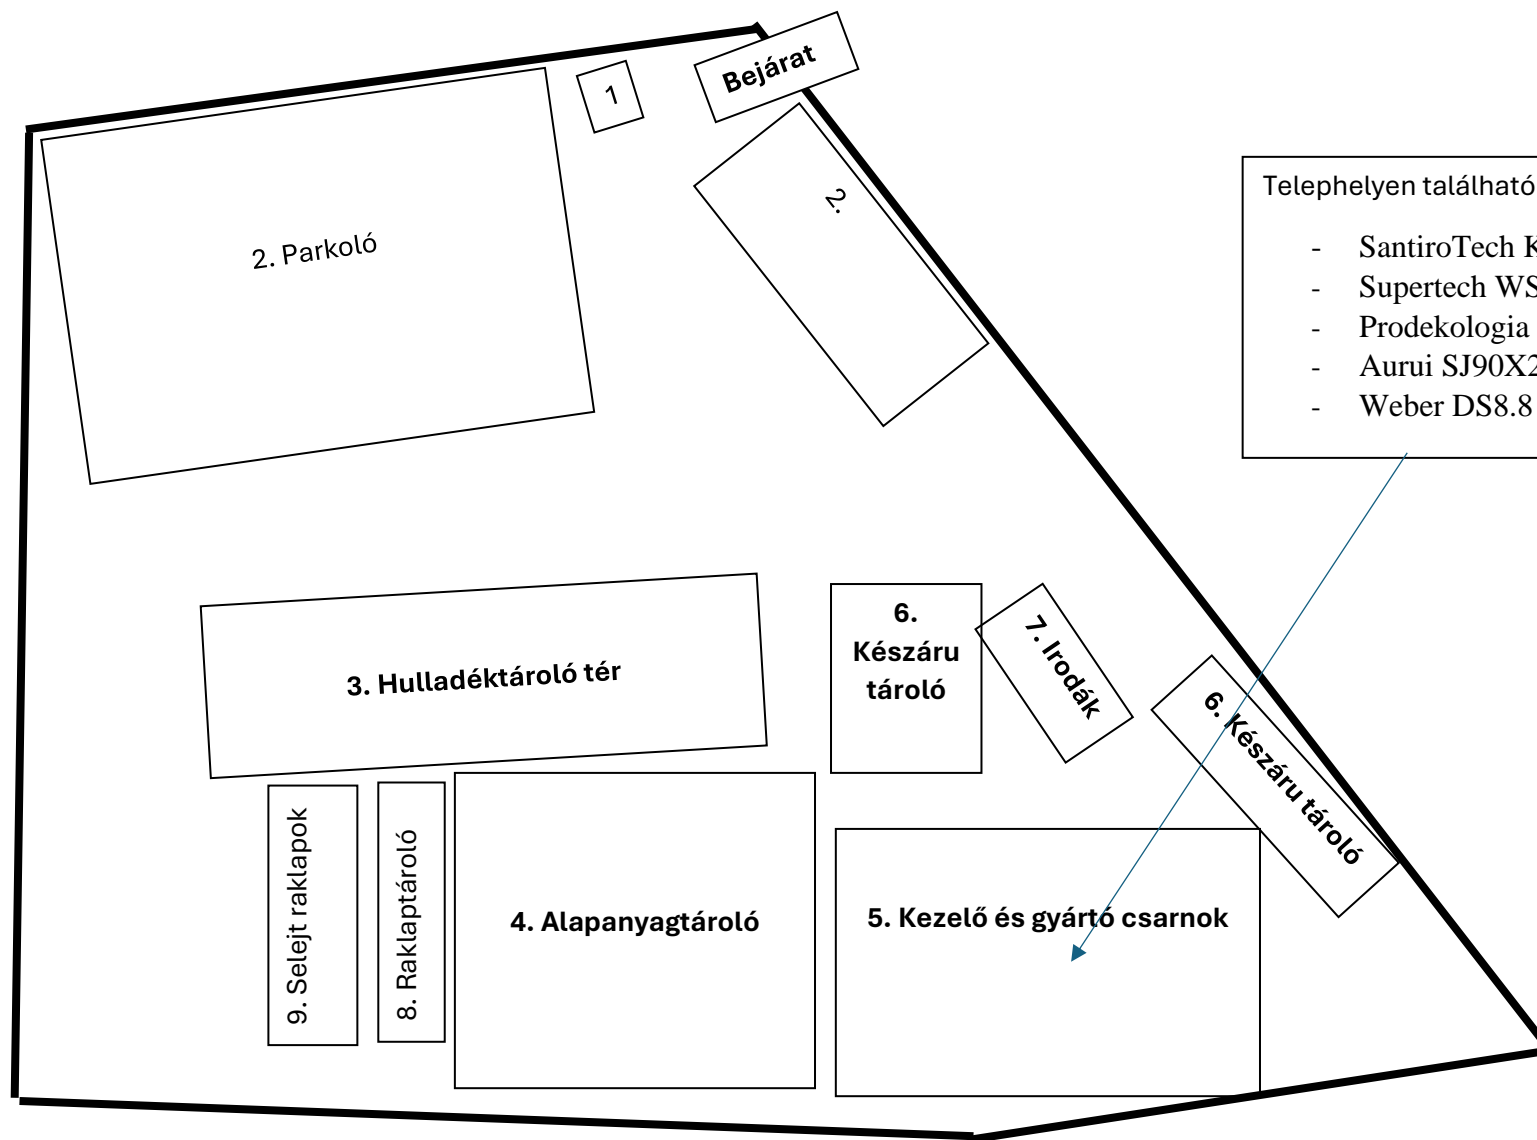 Bejárat
1
2. Parkoló
2.
Telephelyen található
- SantiroTech K
- Supertech WS
- Prodekologia
- Aurui SJ90X2
- Weber DS8.8
3. Hulladéktároló tér
6.
Készáru
tároló
7. Irodák
6. Készáru tároló
9. Selejt raklapok
8. Raklaptároló
4. Alapanyagtároló
5. Kezelő és gyártó csarnok